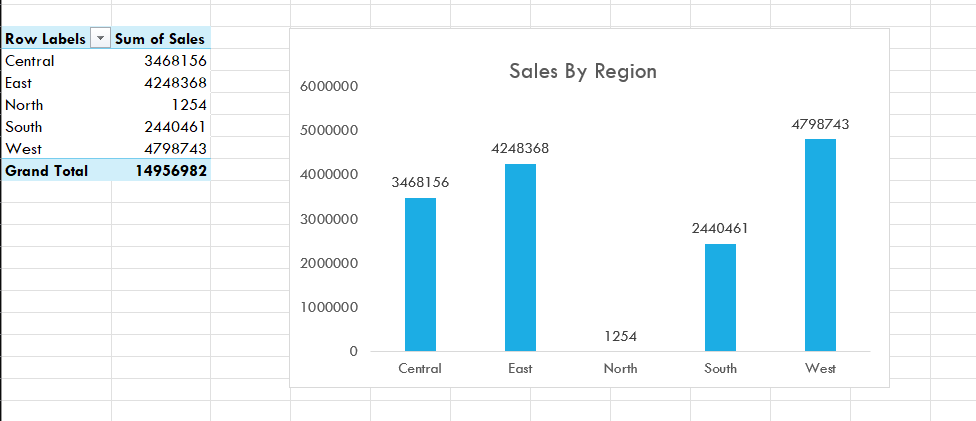 Row Labels Sum of Sales
Central 3468156
East 4248368
North 1254
South 2440461
West 4798743
Grand Total 14956982
Sales By Region
6000000
5000000
4000000
3000000
2000000
1000000
0
3468156
4248368
1254
2440461
4798743
Central East North South West